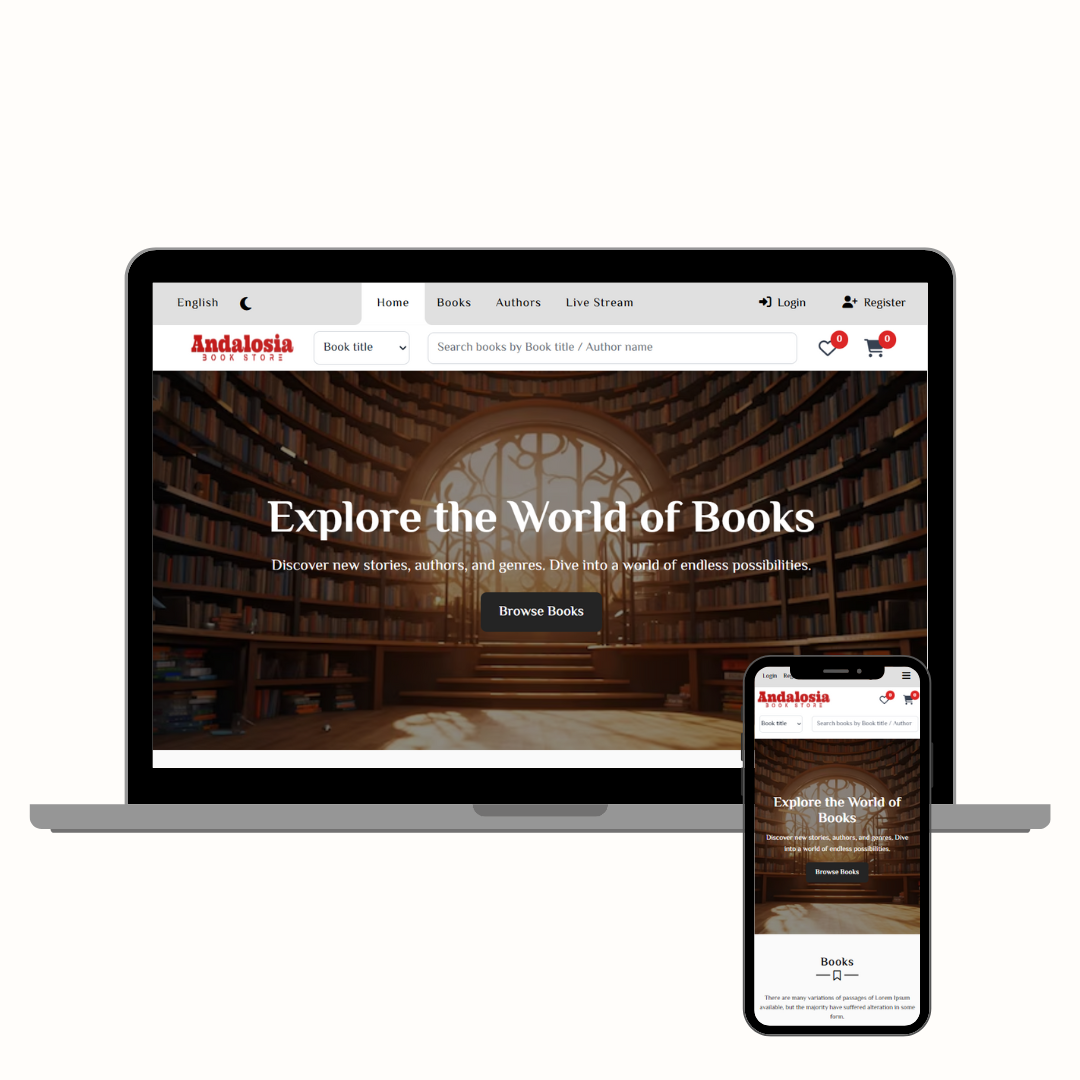 English
Home
Books
Authors
Live Stream
Login
Register
Andalosia
BOOK STORE
Book title
Search books by Book title / Author name
0
0
Explore the World of Books
Discover new stories, authors, and genres. Dive into a world of endless possibilities.
Browse Books
Login
Andalosia
BOOK STORE
0
0
Book title
Search books by Book title / Author
Explore the World of
Books
Discover new stories, authors, and genres. Dive
into a world of endless possibilities.
Browse Books
Books
There are many variations of passages of Lorem Ipsum
available, but the majority have suffered alteration in some
form.